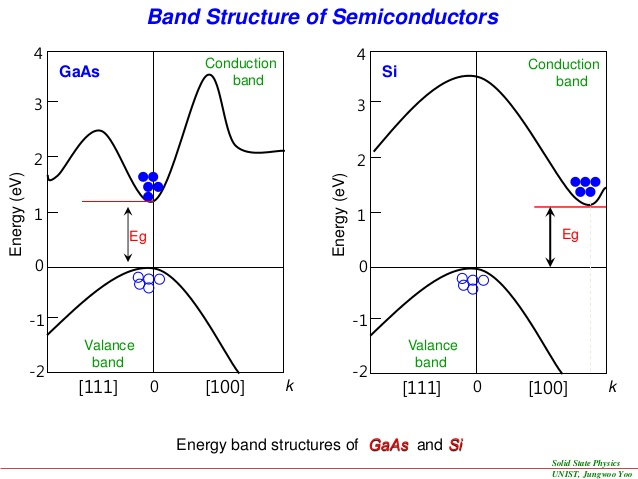 Band Structure of Semiconductors
4
GaAs
Conduction
band
3
2
1
0
-1
-2
Energy (eV)
Eg
Valance
band
[111]
0
[100]
k
4
Si
Conduction
band
3
2
1
0
-1
-2
Energy (eV)
Eg
Valance
band
[111]
0
[100]
k
Energy band structures of GaAs and Si
Solid State Physics
UNIST, Jungwoo Yoo